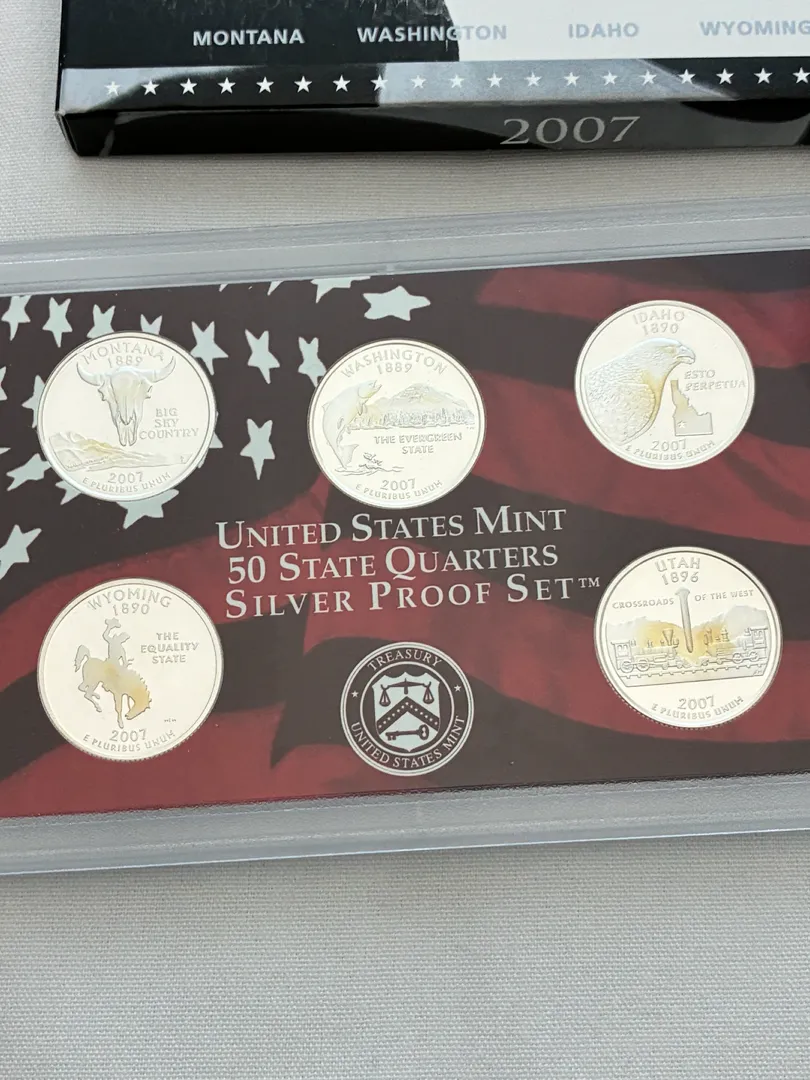 MONTANA WASHINGTON IDAHO WYOMING
2007
MONTANA
1889
BIG
SKY
COUNTRY
2007
E PLURIBUS UNUM
WASHINGTON
1889
THE EVERGREEN
STATE
2007
E PLURIBUS UNUM
IDAHO
1890
ESTO
PERPETUA
2007
E PLURIBUS UNUM
UNITED STATES MINT
50 STATE QUARTERS
SILVER PROOF SET™
WYOMING
1890
THE
EQUALITY
STATE
2007
E PLURIBUS UNUM
TREASURY
UNITED STATES MINT
UTAH
1896
CROSSROADS OF THE WEST
2007
E PLURIBUS UNUM